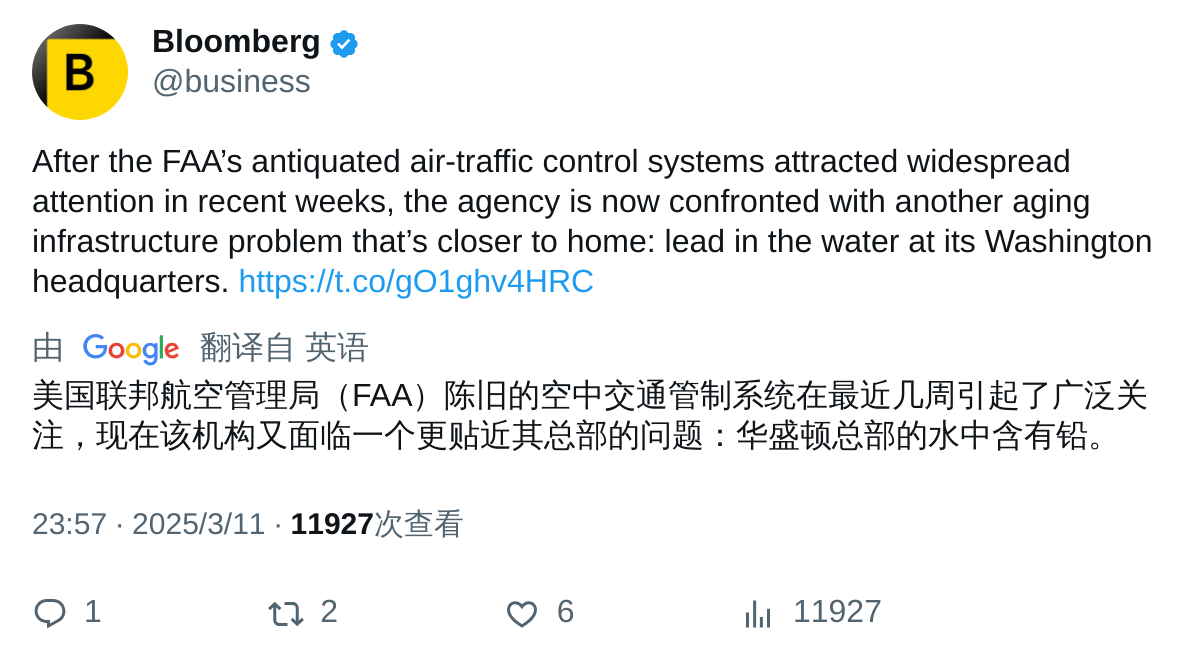 B
Bloomberg
@business
After the FAA’s antiquated air-traffic control systems attracted widespread
attention in recent weeks, the agency is now confronted with another aging
infrastructure problem that’s closer to home: lead in the water at its Washington
headquarters. https://t.co/gO1ghv4HRC
由 Google 翻译自 英语
美国联邦航空管理局（FAA）陈旧的空中交通管制系统在最近几周引起了广泛关
注，现在该机构又面临一个更贴近其总部的问题：华盛顿总部的水中含有铅。
23:57 · 2025/3/11 · 11927次查看
1 2 6 11927